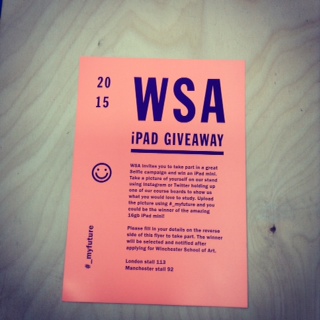 20
15
WSA
iPAD GIVEAWAY
WSA invites you to take part in a great
Selfie campaign and win an iPad mini.
Take a picture of yourself on our stand
using Instagram or Twitter holding up
one of our course boards to show us
what you would love to study. Upload
the picture using #_myfuture and you
could be the winner of the amazing
16gb iPad mini!
Please fill to your details on the reverse
side of this flyer to take part. The winner
will be selected and notified after
applying for Winchester School of Art.
London stall 113
Manchester stall 52
#_myfuture